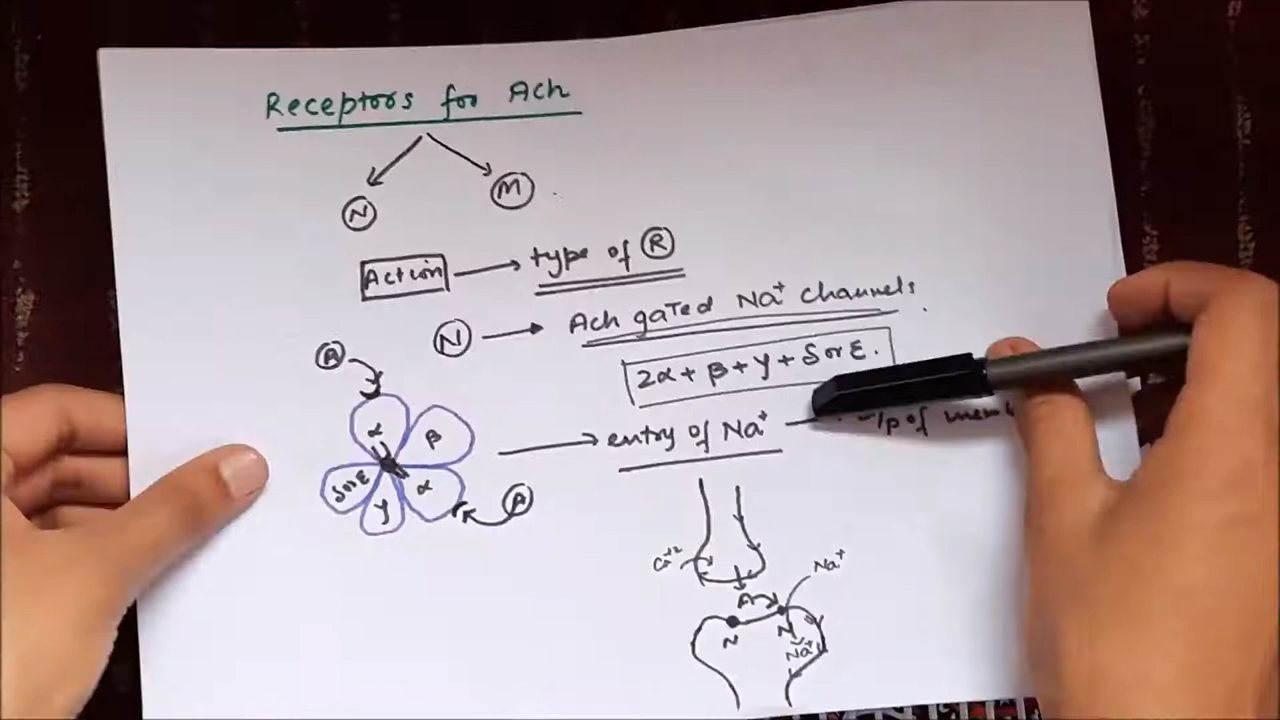 Receptors for Ach
N M
Action → type of R
N → Ach gated Na⁺ channels.
2α + β + γ + δ or ε.
A
α β
δ or ε α
γ
A
→ entry of Na⁺ → /p of
Ca⁺²
Na⁺
A
N N
Na⁺